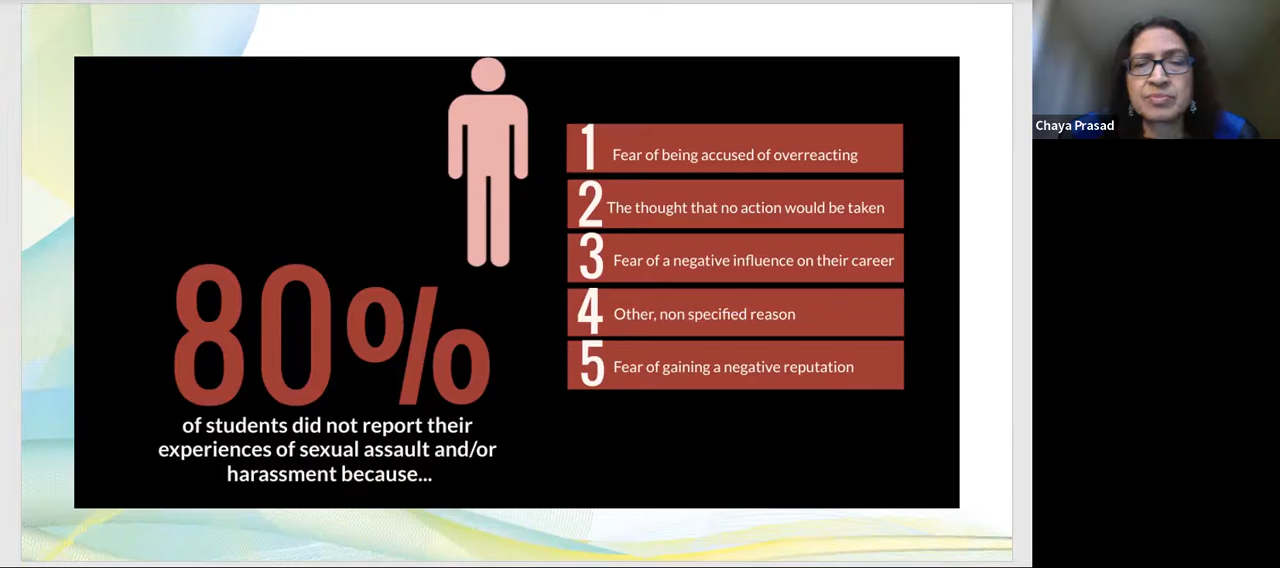 80%
of students did not report their
experiences of sexual assault and/or
harassment because...
1 Fear of being accused of overreacting
2 The thought that no action would be taken
3 Fear of a negative influence on their career
4 Other, non specified reason
5 Fear of gaining a negative reputation
Chaya Prasad